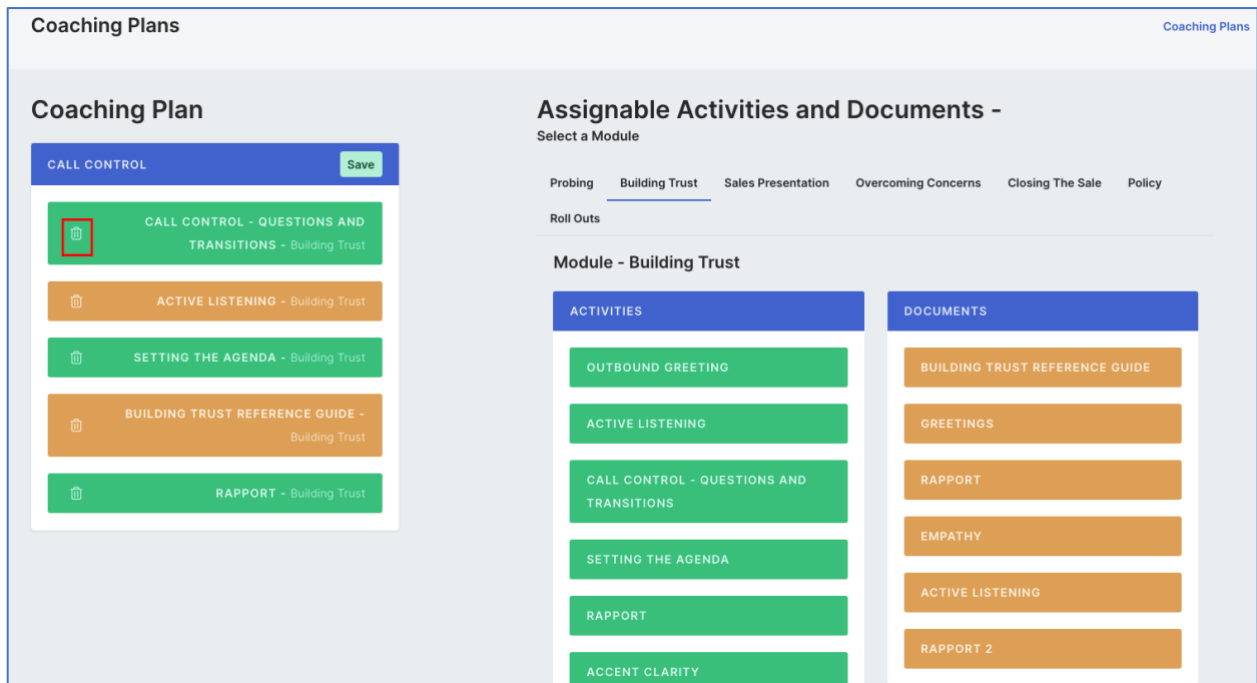 Coaching Plans
Coaching Plans
Coaching Plan
CALL CONTROL
Save
CALL CONTROL - QUESTIONS AND
TRANSITIONS - Building Trust
ACTIVE LISTENING - Building Trust
SETTING THE AGENDA - Building Trust
BUILDING TRUST REFERENCE GUIDE -
Building Trust
RAPPORT - Building Trust
Assignable Activities and Documents -
Select a Module
Probing
Building Trust
Sales Presentation
Overcoming Concerns
Closing The Sale
Policy
Roll Outs
Module - Building Trust
ACTIVITIES
OUTBOUND GREETING
ACTIVE LISTENING
CALL CONTROL - QUESTIONS AND
TRANSITIONS
SETTING THE AGENDA
RAPPORT
ACCENT CLARITY
DOCUMENTS
BUILDING TRUST REFERENCE GUIDE
GREETINGS
RAPPORT
EMPATHY
ACTIVE LISTENING
RAPPORT 2